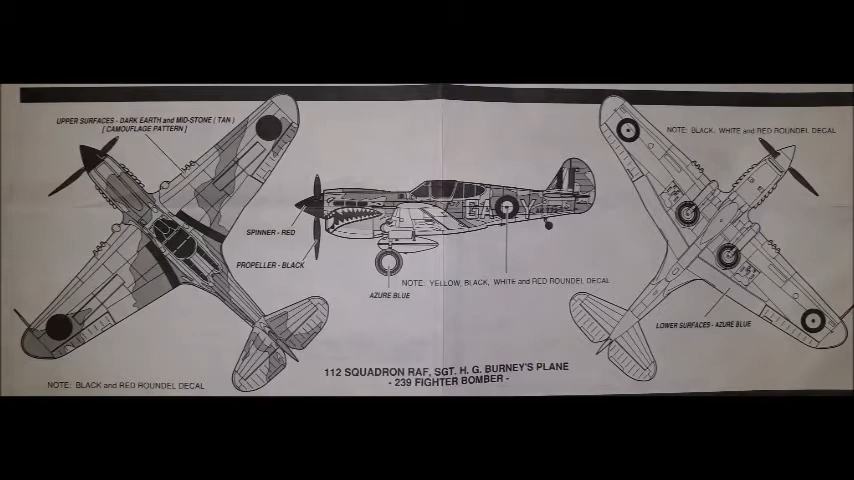 UPPER SURFACES - DARK EARTH and MID-STONE ( TAN )
[ CAMOUFLAGE PATTERN ]
NOTE: BLACK, WHITE and RED ROUNDEL DECAL
SPINNER - RED
PROPELLER - BLACK
NOTE: YELLOW, BLACK, WHITE and RED ROUNDEL DECAL
AZURE BLUE
LOWER SURFACES - AZURE BLUE
112 SQUADRON RAF, SGT. H. G. BURNEY'S PLANE
- 239 FIGHTER BOMBER -
NOTE: BLACK and RED ROUNDEL DECAL